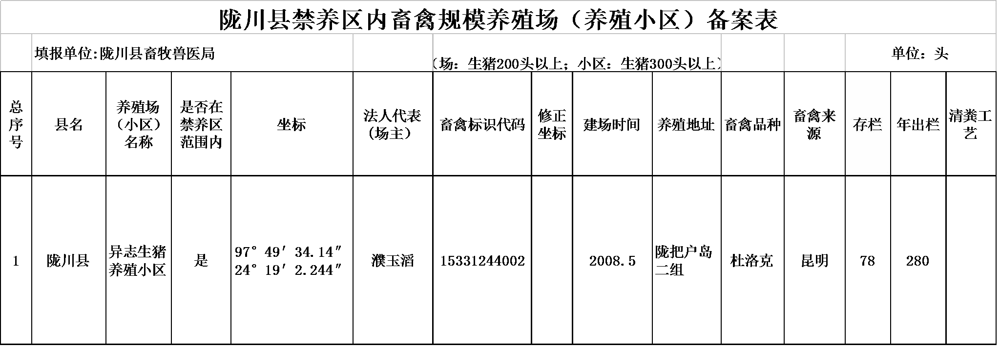 陇川县禁养区内畜禽规模养殖场（养殖小区）备案表
填报单位:陇川县畜牧兽医局
（场：生猪200头以上；小区：生猪300头以上）
单位：头
总
序
号
县名
养殖场
（小区）
名称
是否在
禁养区
范围内
坐标
法人代表
(场主）
畜禽标识代码
修正
坐标
建场时间
养殖地址
畜禽品种
畜禽来
源
存栏
年出栏
清粪工
艺
1
陇川县
异志生猪
养殖小区
是
97°49′34.14″
24°19′2.244″
濮玉滔
15331244002
2008.5
陇把户岛
二组
杜洛克
昆明
78
280